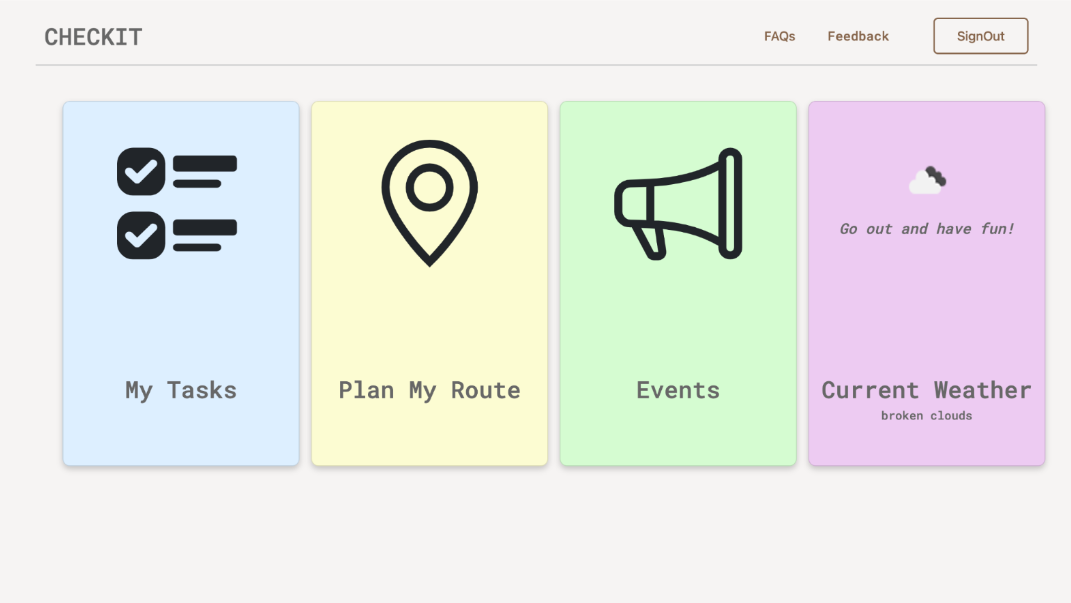 CHECKIT
FAQs
Feedback
SignOut
Go out and have fun!
My Tasks
Plan My Route
Events
Current Weather
broken clouds